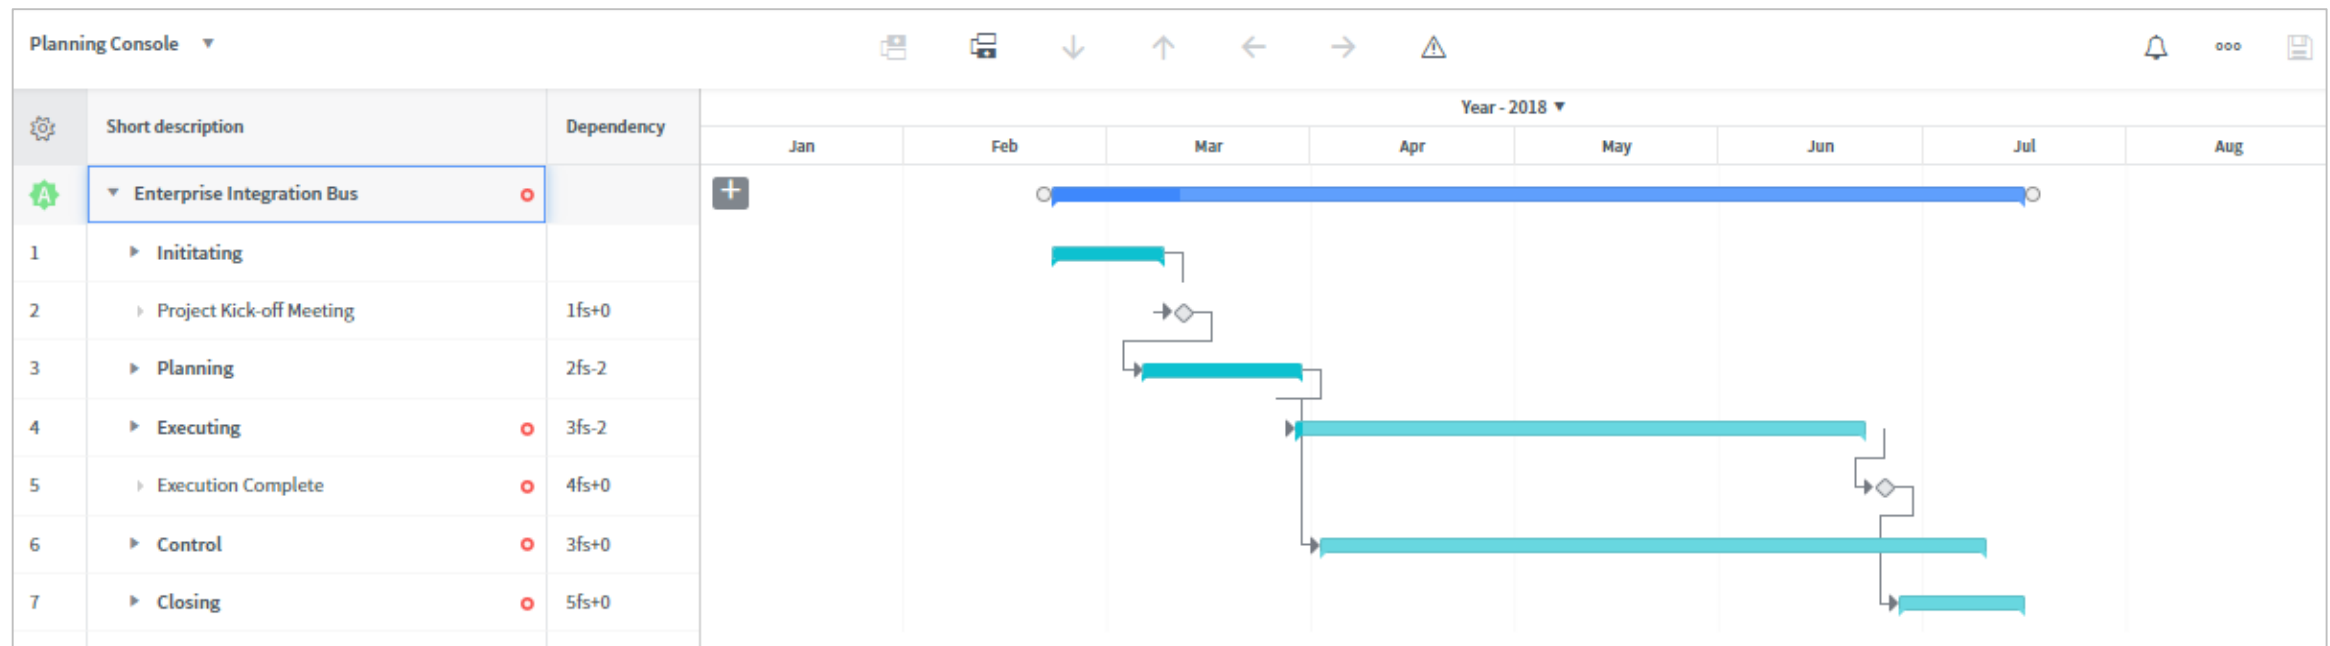 Planning Console
Year - 2018
Short description Dependency
Jan Feb Mar Apr May Jun Jul Aug
A Enterprise Integration Bus
1 Inititating
2 Project Kick-off Meeting 1fs+0
3 Planning 2fs-2
4 Executing 3fs-2
5 Execution Complete 4fs+0
6 Control 3fs+0
7 Closing 5fs+0